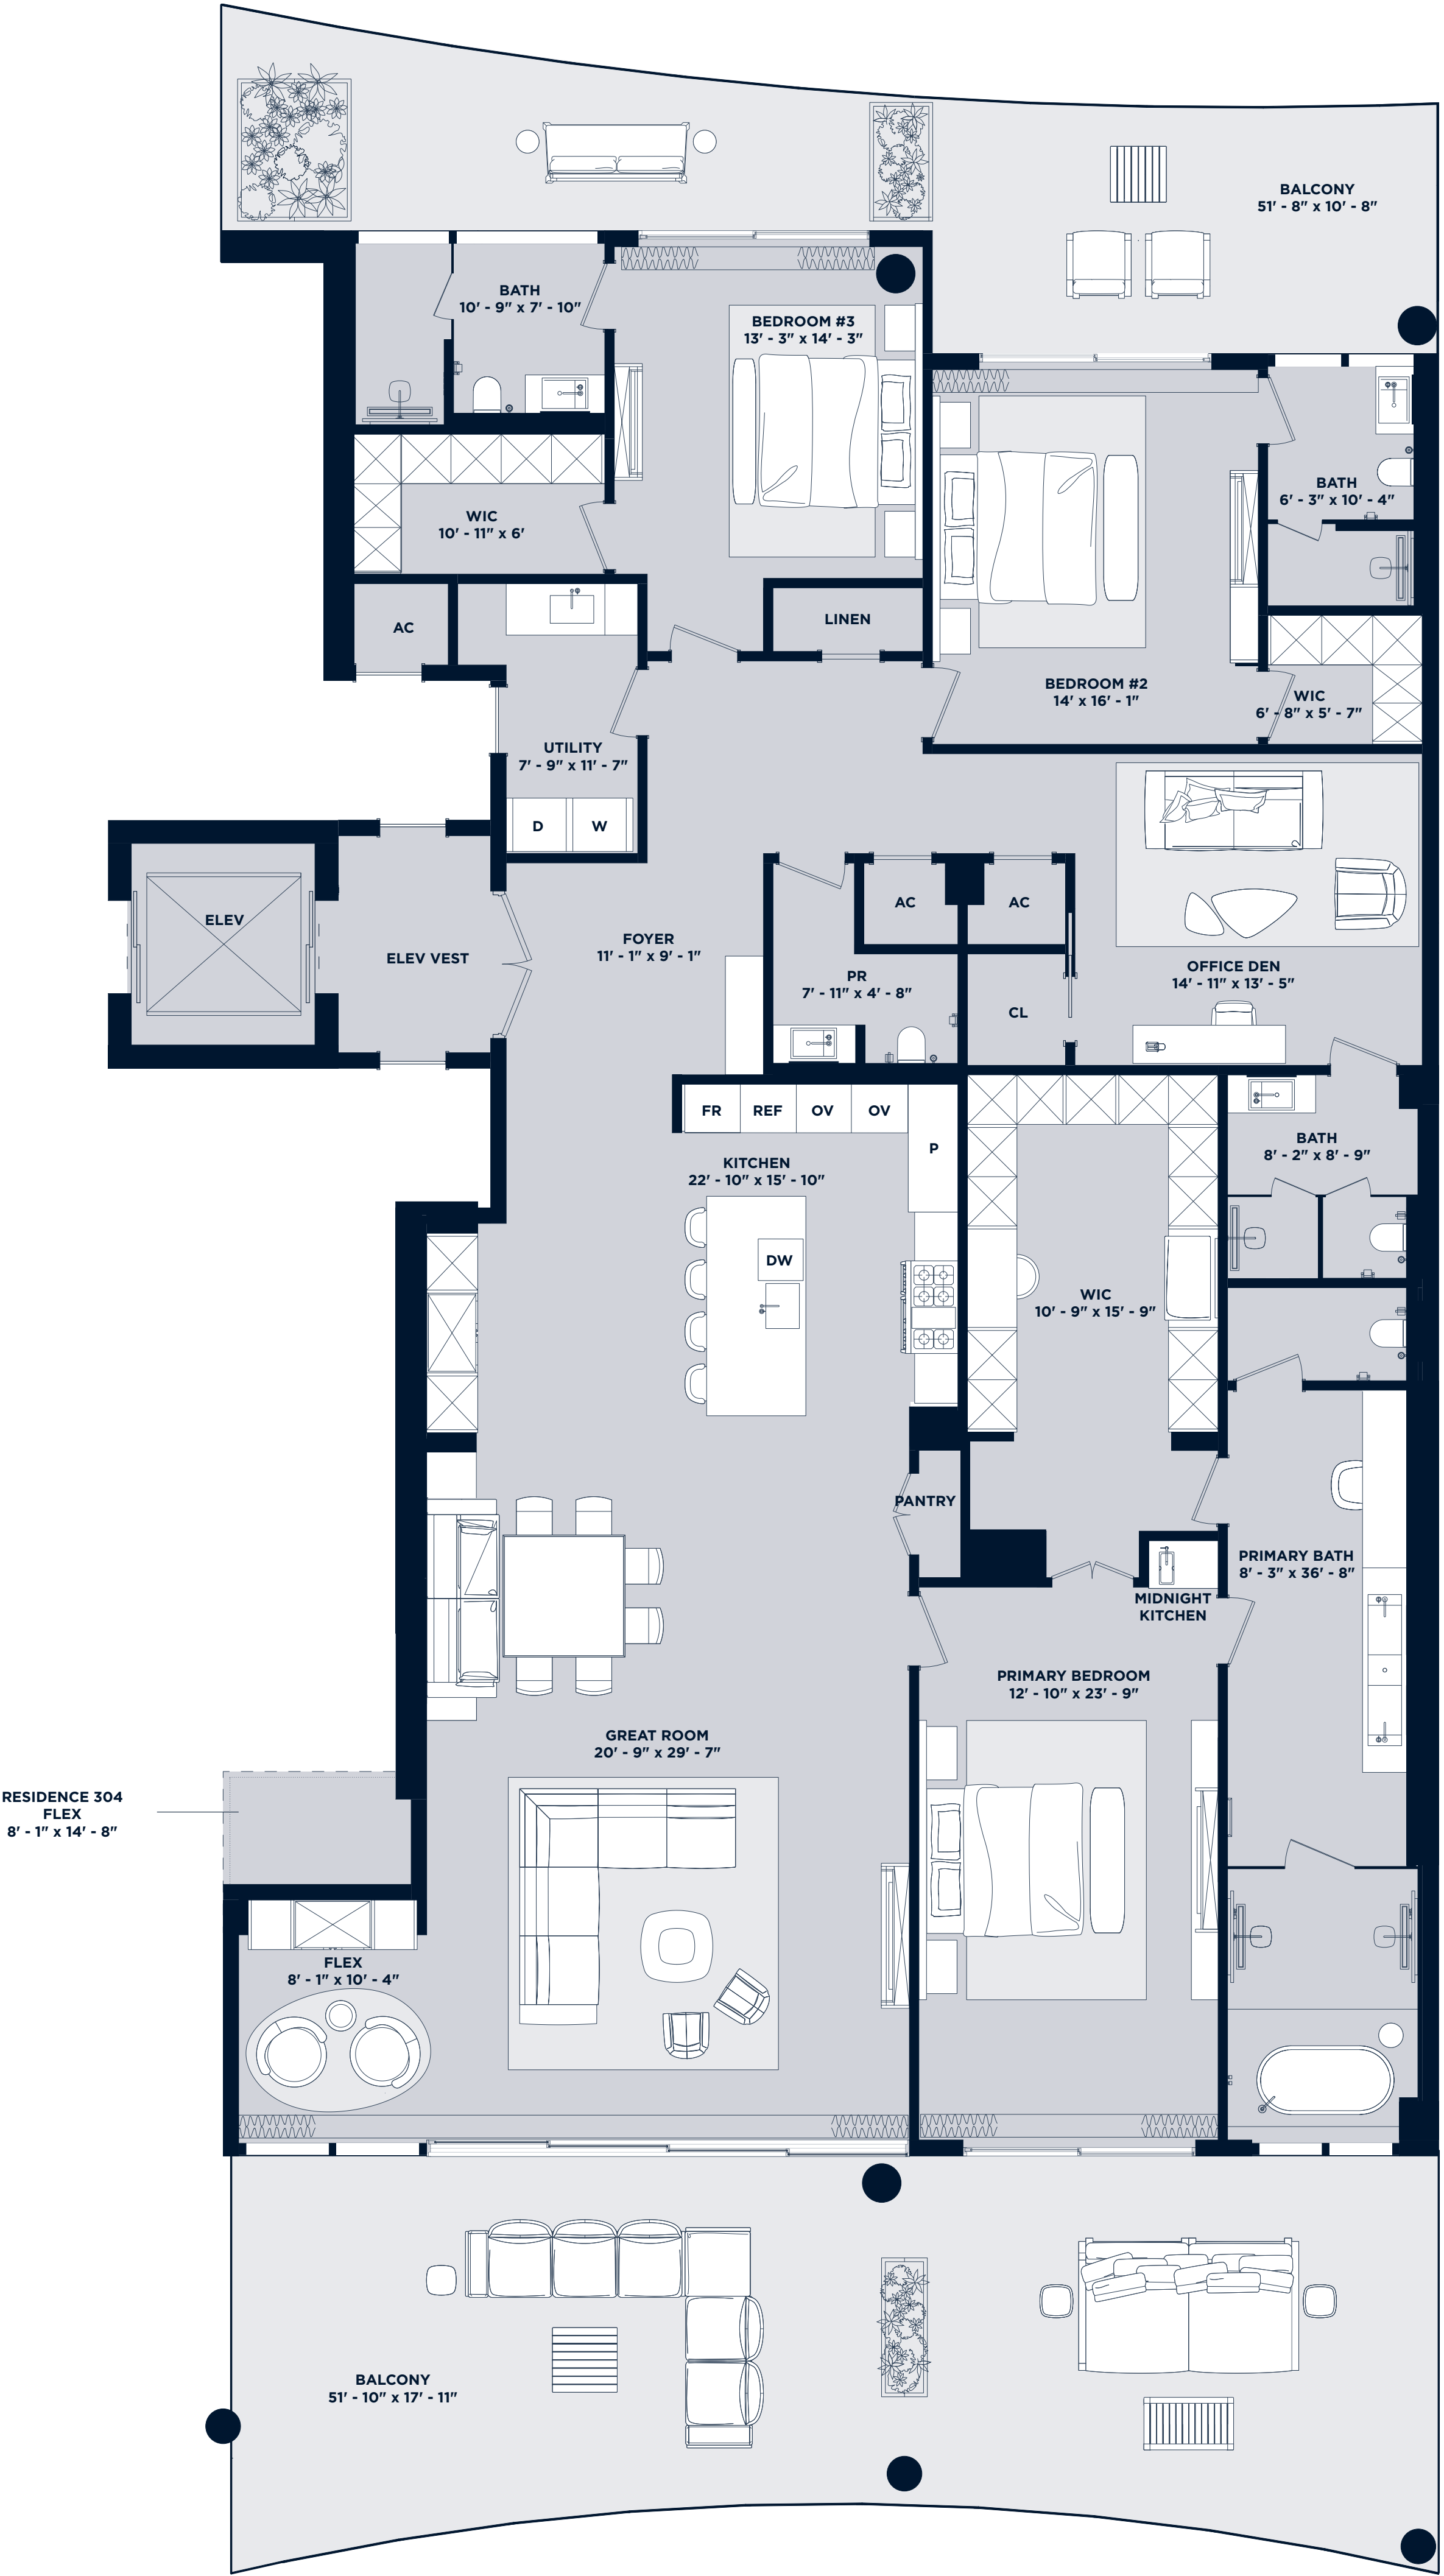 BALCONY
51' - 8" x 10' - 8"
BATH
10' - 9" x 7' - 10"
BEDROOM #3
13' - 3" x 14' - 3"
BATH
6' - 3" x 10' - 4"
WIC
10' - 11" x 6'
AC
LINEN
BEDROOM #2
14' x 16' - 1"
WIC
6' - 8" x 5' - 7"
UTILITY
7' - 9" x 11' - 7"
D
W
ELEV
ELEV VEST
FOYER
11' - 1" x 9' - 1"
AC
AC
PR
7' - 11" x 4' - 8"
CL
OFFICE DEN
14' - 11" x 13' - 5"
FR
REF
OV
OV
P
KITCHEN
22' - 10" x 15' - 10"
BATH
8' - 2" x 8' - 9"
DW
WIC
10' - 9" x 15' - 9"
PANTRY
PRIMARY BATH
8' - 3" x 36' - 8"
MIDNIGHT
KITCHEN
PRIMARY BEDROOM
12' - 10" x 23' - 9"
GREAT ROOM
20' - 9" x 29' - 7"
RESIDENCE 304
FLEX
8' - 1" x 14' - 8"
FLEX
8' - 1" x 10' - 4"
BALCONY
51' - 10" x 17' - 11"